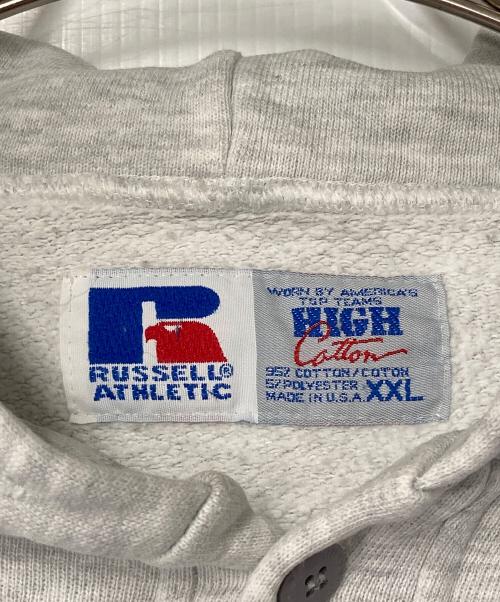 RUSSELL®
ATHLETIC
WORN BY AMERICA'S
TOP TEAMS
HIGH
Cotton
95% COTTON/COTON
5% POLYESTER
MADE IN U.S.A. XXL